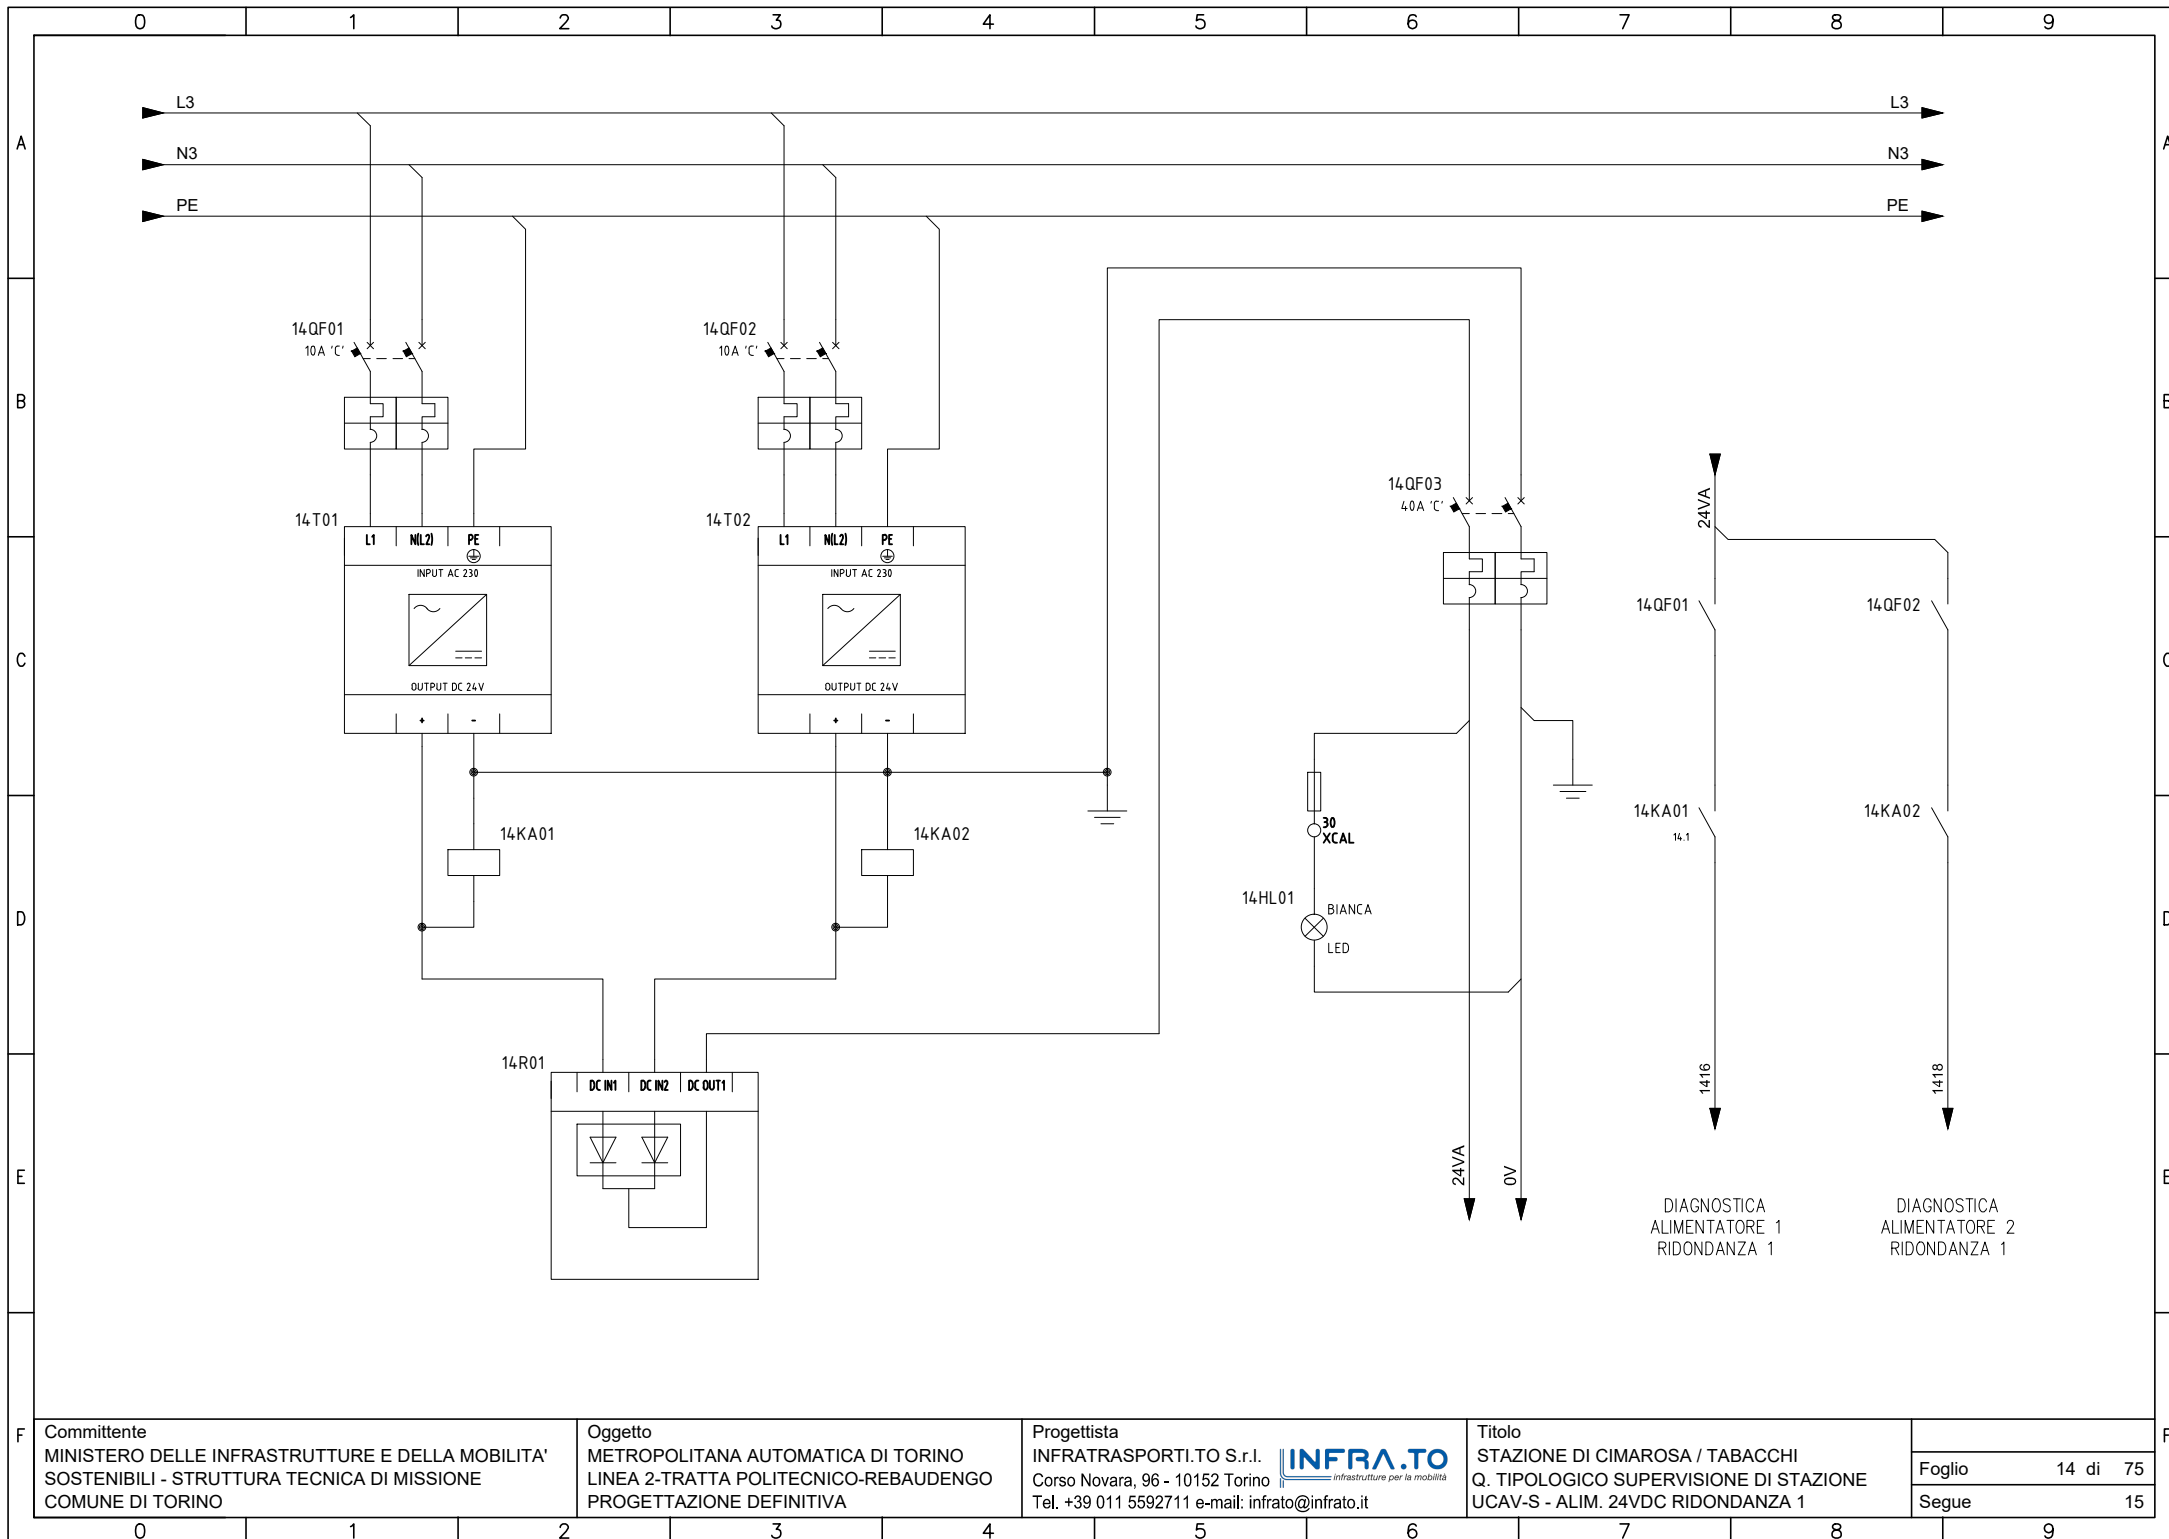 0 1 2 3 4 5 6 7 8 9
L3 L3
A A
N3 N3
PE PE
14QF01 14QF02
10A 'C' 10A 'C'
B B
14QF03
40A 'C'
24VA
14T01 14T02
L1 N(L2) PE L1 N(L2) PE
INPUT AC 230 INPUT AC 230
14QF01 14QF02
C C
OUTPUT DC 24V OUTPUT DC 24V
+ - + -
14KA01 14KA02
14.1
30
XCAL
14KA01 14KA02
14HL01 BIANCA
LED
D D
14R01
DC IN1 DC IN2 DC OUT1
1416 1418
24VA 0V
E E
DIAGNOSTICA
ALIMENTATORE 1
RIDONDANZA 1
DIAGNOSTICA
ALIMENTATORE 2
RIDONDANZA 1
F F
Committente
MINISTERO DELLE INFRASTRUTTURE E DELLA MOBILITA'
SOSTENIBILI - STRUTTURA TECNICA DI MISSIONE
COMUNE DI TORINO
Oggetto
METROPOLITANA AUTOMATICA DI TORINO
LINEA 2-TRATTA POLITECNICO-REBAUDENGO
PROGETTAZIONE DEFINITIVA
Progettista
INFRATRASPORTI.TO S.r.l.
Corso Novara, 96 - 10152 Torino
Tel. +39 011 5592711 e-mail: infrato@infrato.it
INFRA.TO
infrastrutture per la mobilità
Titolo
STAZIONE DI CIMAROSA / TABACCHI
Q. TIPOLOGICO SUPERVISIONE DI STAZIONE
UCAV-S - ALIM. 24VDC RIDONDANZA 1
Foglio 14 di 75
Segue 15
0 1 2 3 4 5 6 7 8 9